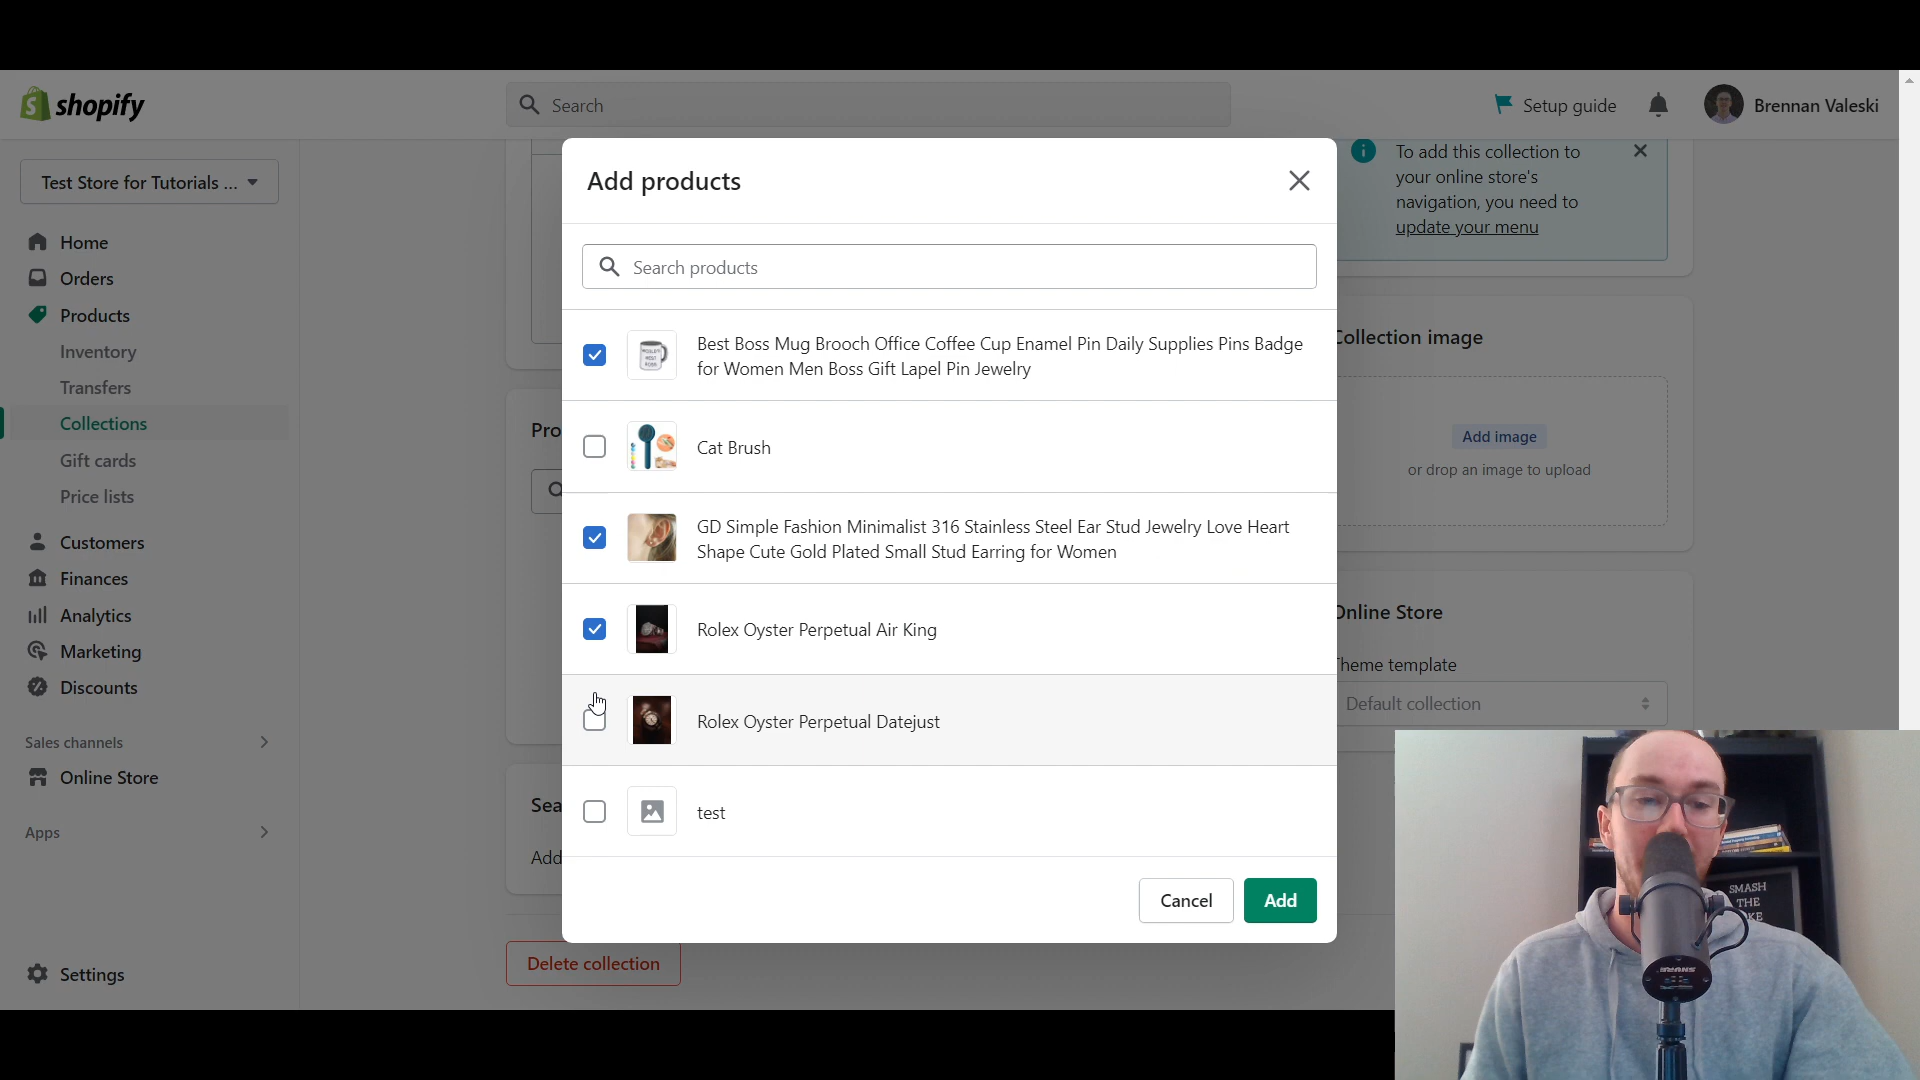 shopify
Search
Setup guide
Brennan Valeski
Test Store for Tutorials ...
Home
Orders
Products
Inventory
Transfers
Collections
Gift cards
Price lists
Customers
Finances
Analytics
Marketing
Discounts
Sales channels
Online Store
Apps
Settings
Add products
Search products
Best Boss Mug Brooch Office Coffee Cup Enamel Pin Daily Supplies Pins Badge
for Women Men Boss Gift Lapel Pin Jewelry
Cat Brush
GD Simple Fashion Minimalist 316 Stainless Steel Ear Stud Jewelry Love Heart
Shape Cute Gold Plated Small Stud Earring for Women
Rolex Oyster Perpetual Air King
Rolex Oyster Perpetual Datejust
test
Cancel
Add
Pro
Sea
Add
Delete collection
To add this collection to
your online store's
navigation, you need to
update your menu
Collection image
Add image
or drop an image to upload
Online Store
Theme template
Default collection
SMASH
THE
KE
SHURE